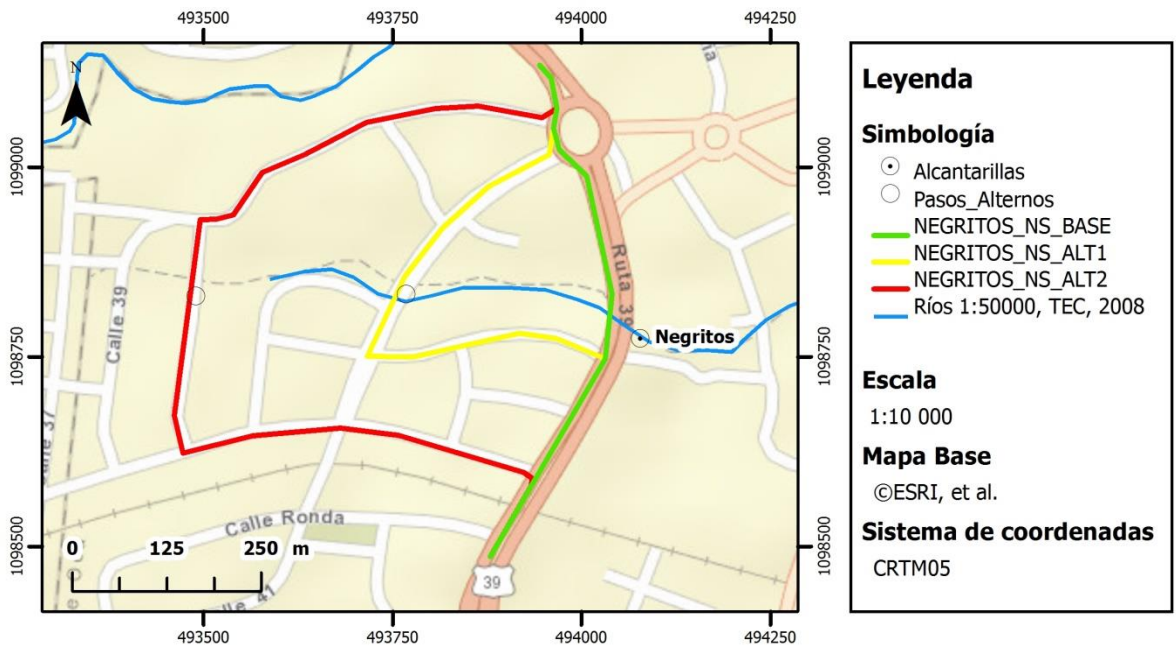 493500
493750
494000
494250
N
1099000
1099000
Calle 39
Ruta 39
Negritos
1098750
1098750
Calle 37
Calle Ronda
0
125
250 m
1098500
1098500
39
Calle 41
493500
493750
494000
494250
Leyenda
Simbología
Alcantarillas
Pasos_Alternos
NEGRITOS_NS_BASE
NEGRITOS_NS_ALT1
NEGRITOS_NS_ALT2
Ríos 1:50000, TEC, 2008
Escala
1:10 000
Mapa Base
©ESRI, et al.
Sistema de coordenadas
CRTM05